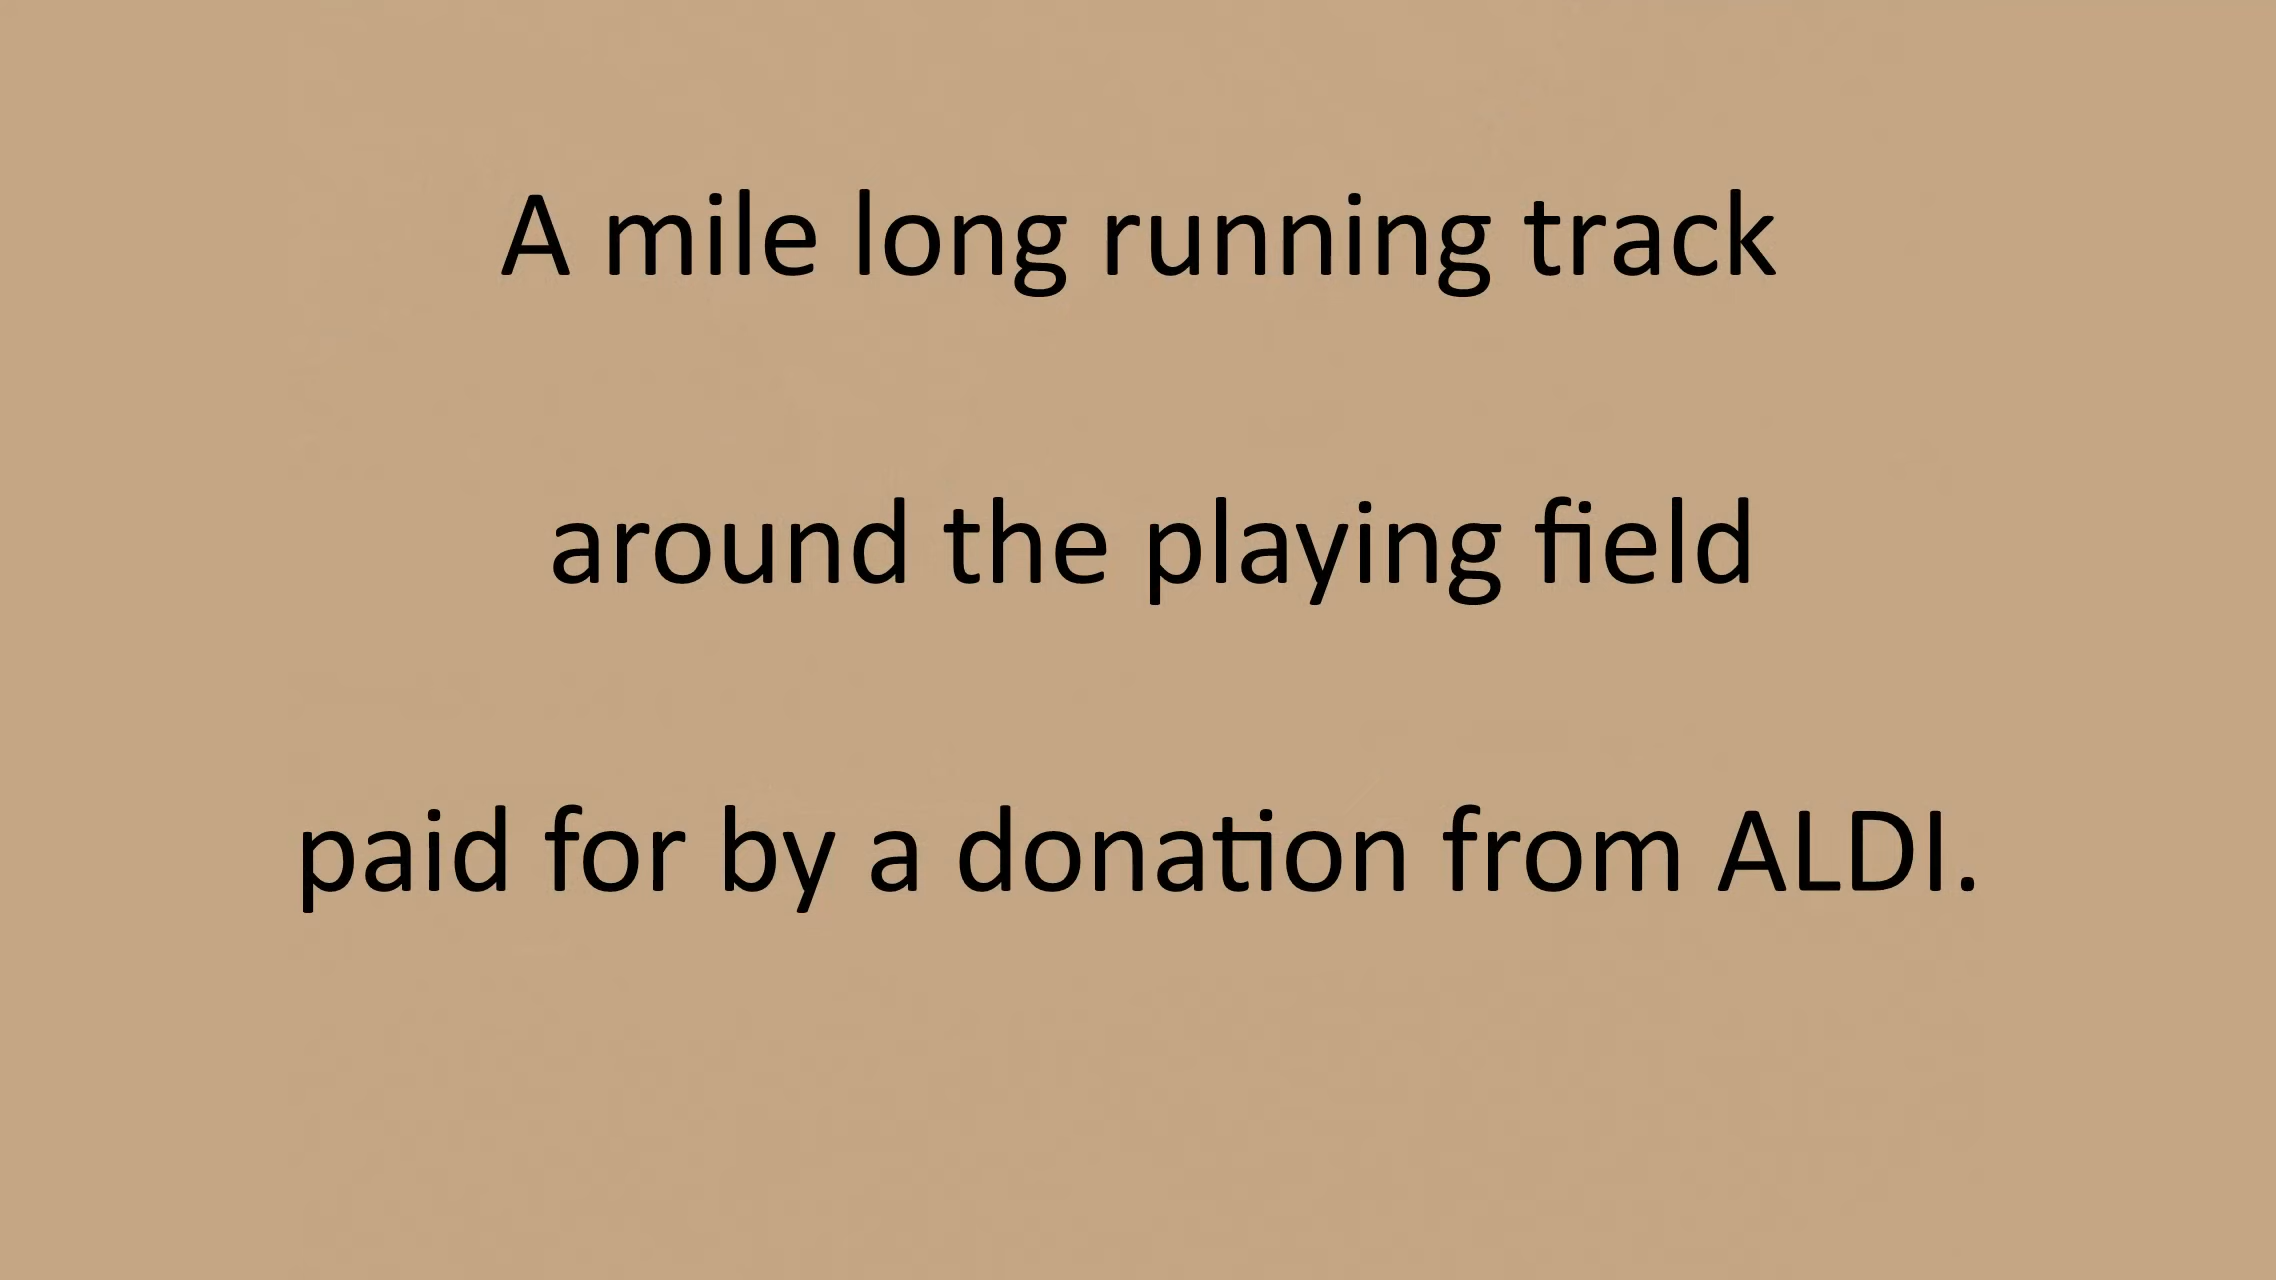 A mile long running track
around the playing field
paid for by a donation from ALDI.